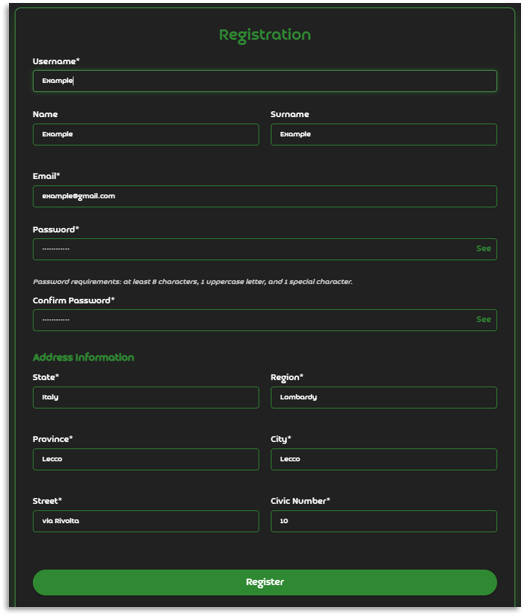 Registration
Username*
Example
Name Surname
Example Example
Email*
example@gmail.com
Password*
------------ See
Password requirements: at least 8 characters, 1 uppercase letter, and 1 special character.
Confirm Password*
------------ See
Address Information
State* Region*
Italy Lombardy
Province* City*
Lecco Lecco
Street* Civic Number*
via Rivolta 10
Register